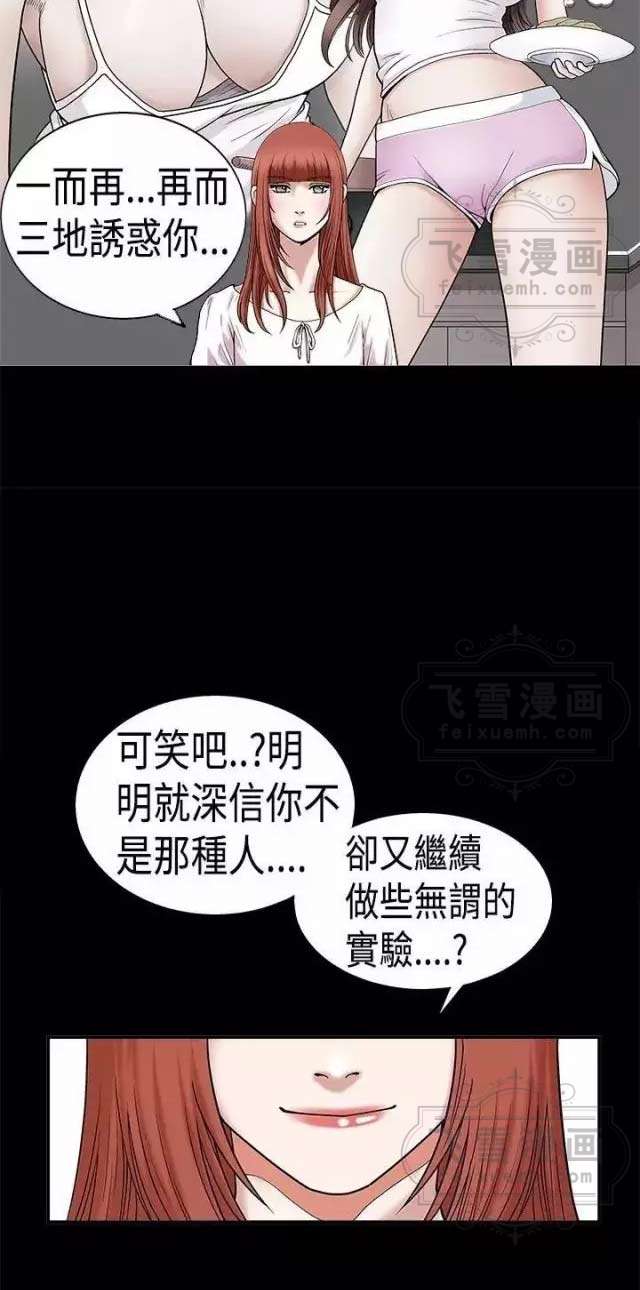 一而再...再而
三地誘惑你...
飞雪漫画
feixuemh.com
飞雪漫画
feixuemh.com
可笑吧..?明
明就深信你不
是那種人....
卻又繼續
做些無謂的
實驗....?
飞雪漫画
feixuemh.com